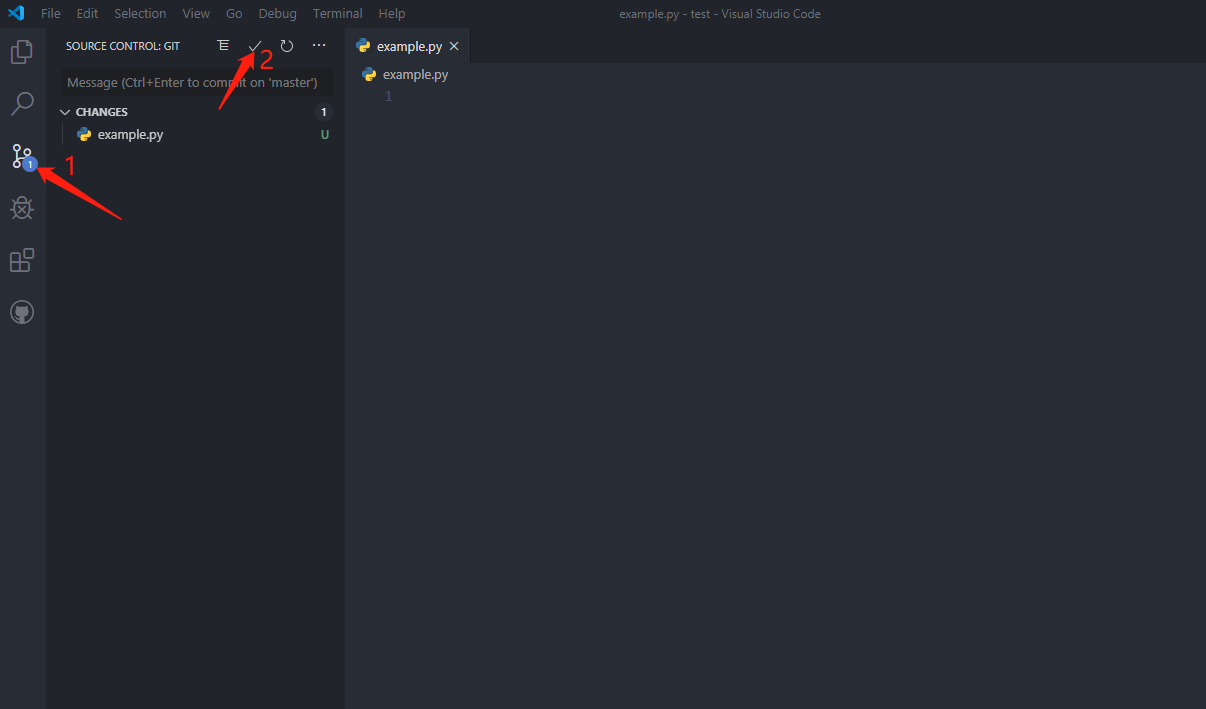 File Edit Selection View Go Debug Terminal Help example.py - test - Visual Studio Code
SOURCE CONTROL: GIT
2
example.py
Message (Ctrl+Enter to commit on 'master')
example.py
1
CHANGES 1
example.py U
1
1